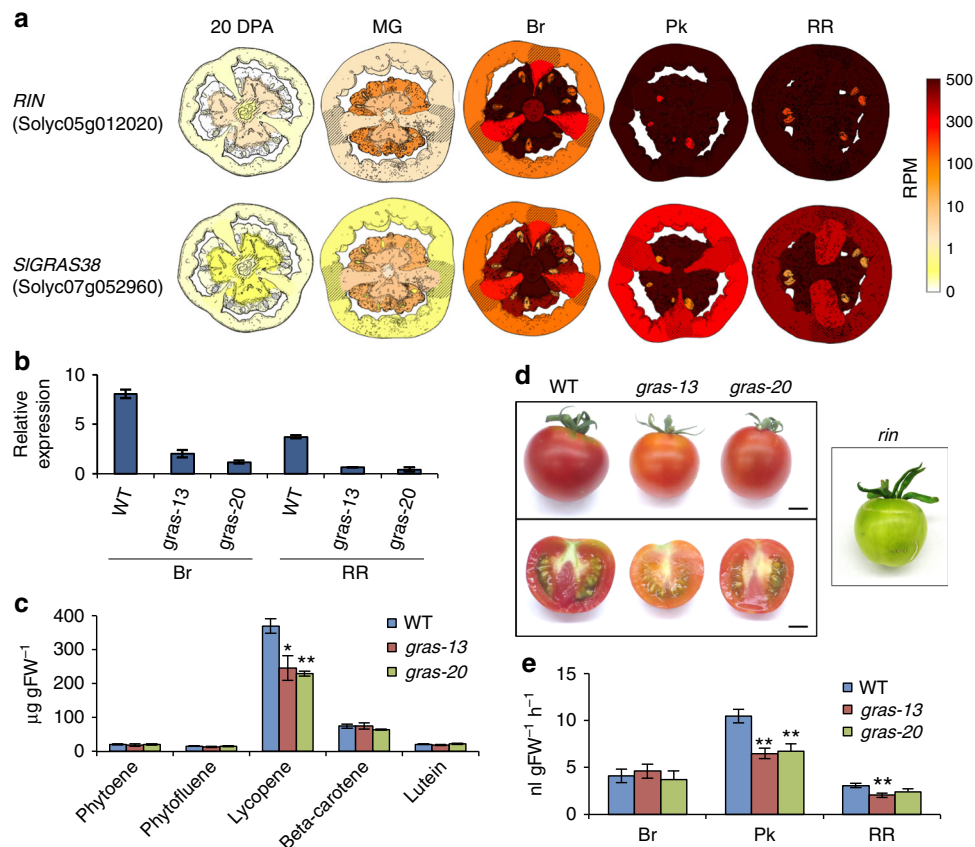 a
20 DPA MG Br Pk RR
RIN
(Solyc05g012020)
SlGRAS38
(Solyc07g052960)
500
400
300
200
100
10
1
0
RPM
b
Relative
expression
10
5
0
WT gras-13 gras-20 WT gras-13 gras-20
Br RR
c
µg gFW⁻¹
400
300
200
100
0
WT
gras-13
gras-20
* **
Phytoene Phytofluene Lycopene Beta-carotene Lutein
d
WT gras-13 gras-20
rin
e
nl gFW⁻¹ h⁻¹
15
10
5
0
WT
gras-13
gras-20
** ** **
Br Pk RR